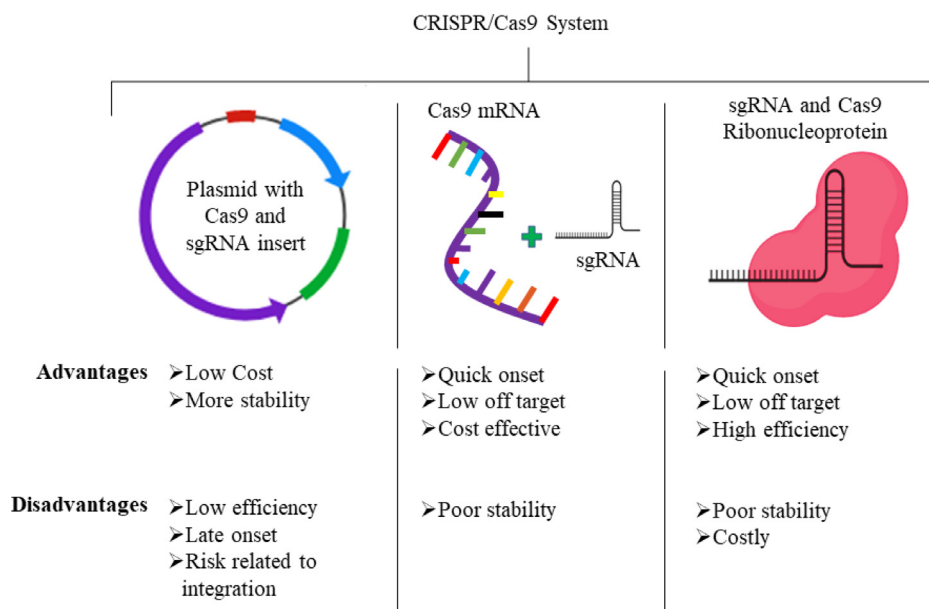 CRISPR/Cas9 System
Plasmid with
Cas9 and
sgRNA insert
Cas9 mRNA
sgRNA
sgRNA and Cas9
Ribonucleoprotein
Advantages
➢Low Cost
➢More stability
➢Quick onset
➢Low off target
➢Cost effective
➢Quick onset
➢Low off target
➢High efficiency
Disadvantages
➢Low efficiency
➢Late onset
➢Risk related to
integration
➢Poor stability
➢Poor stability
➢Costly